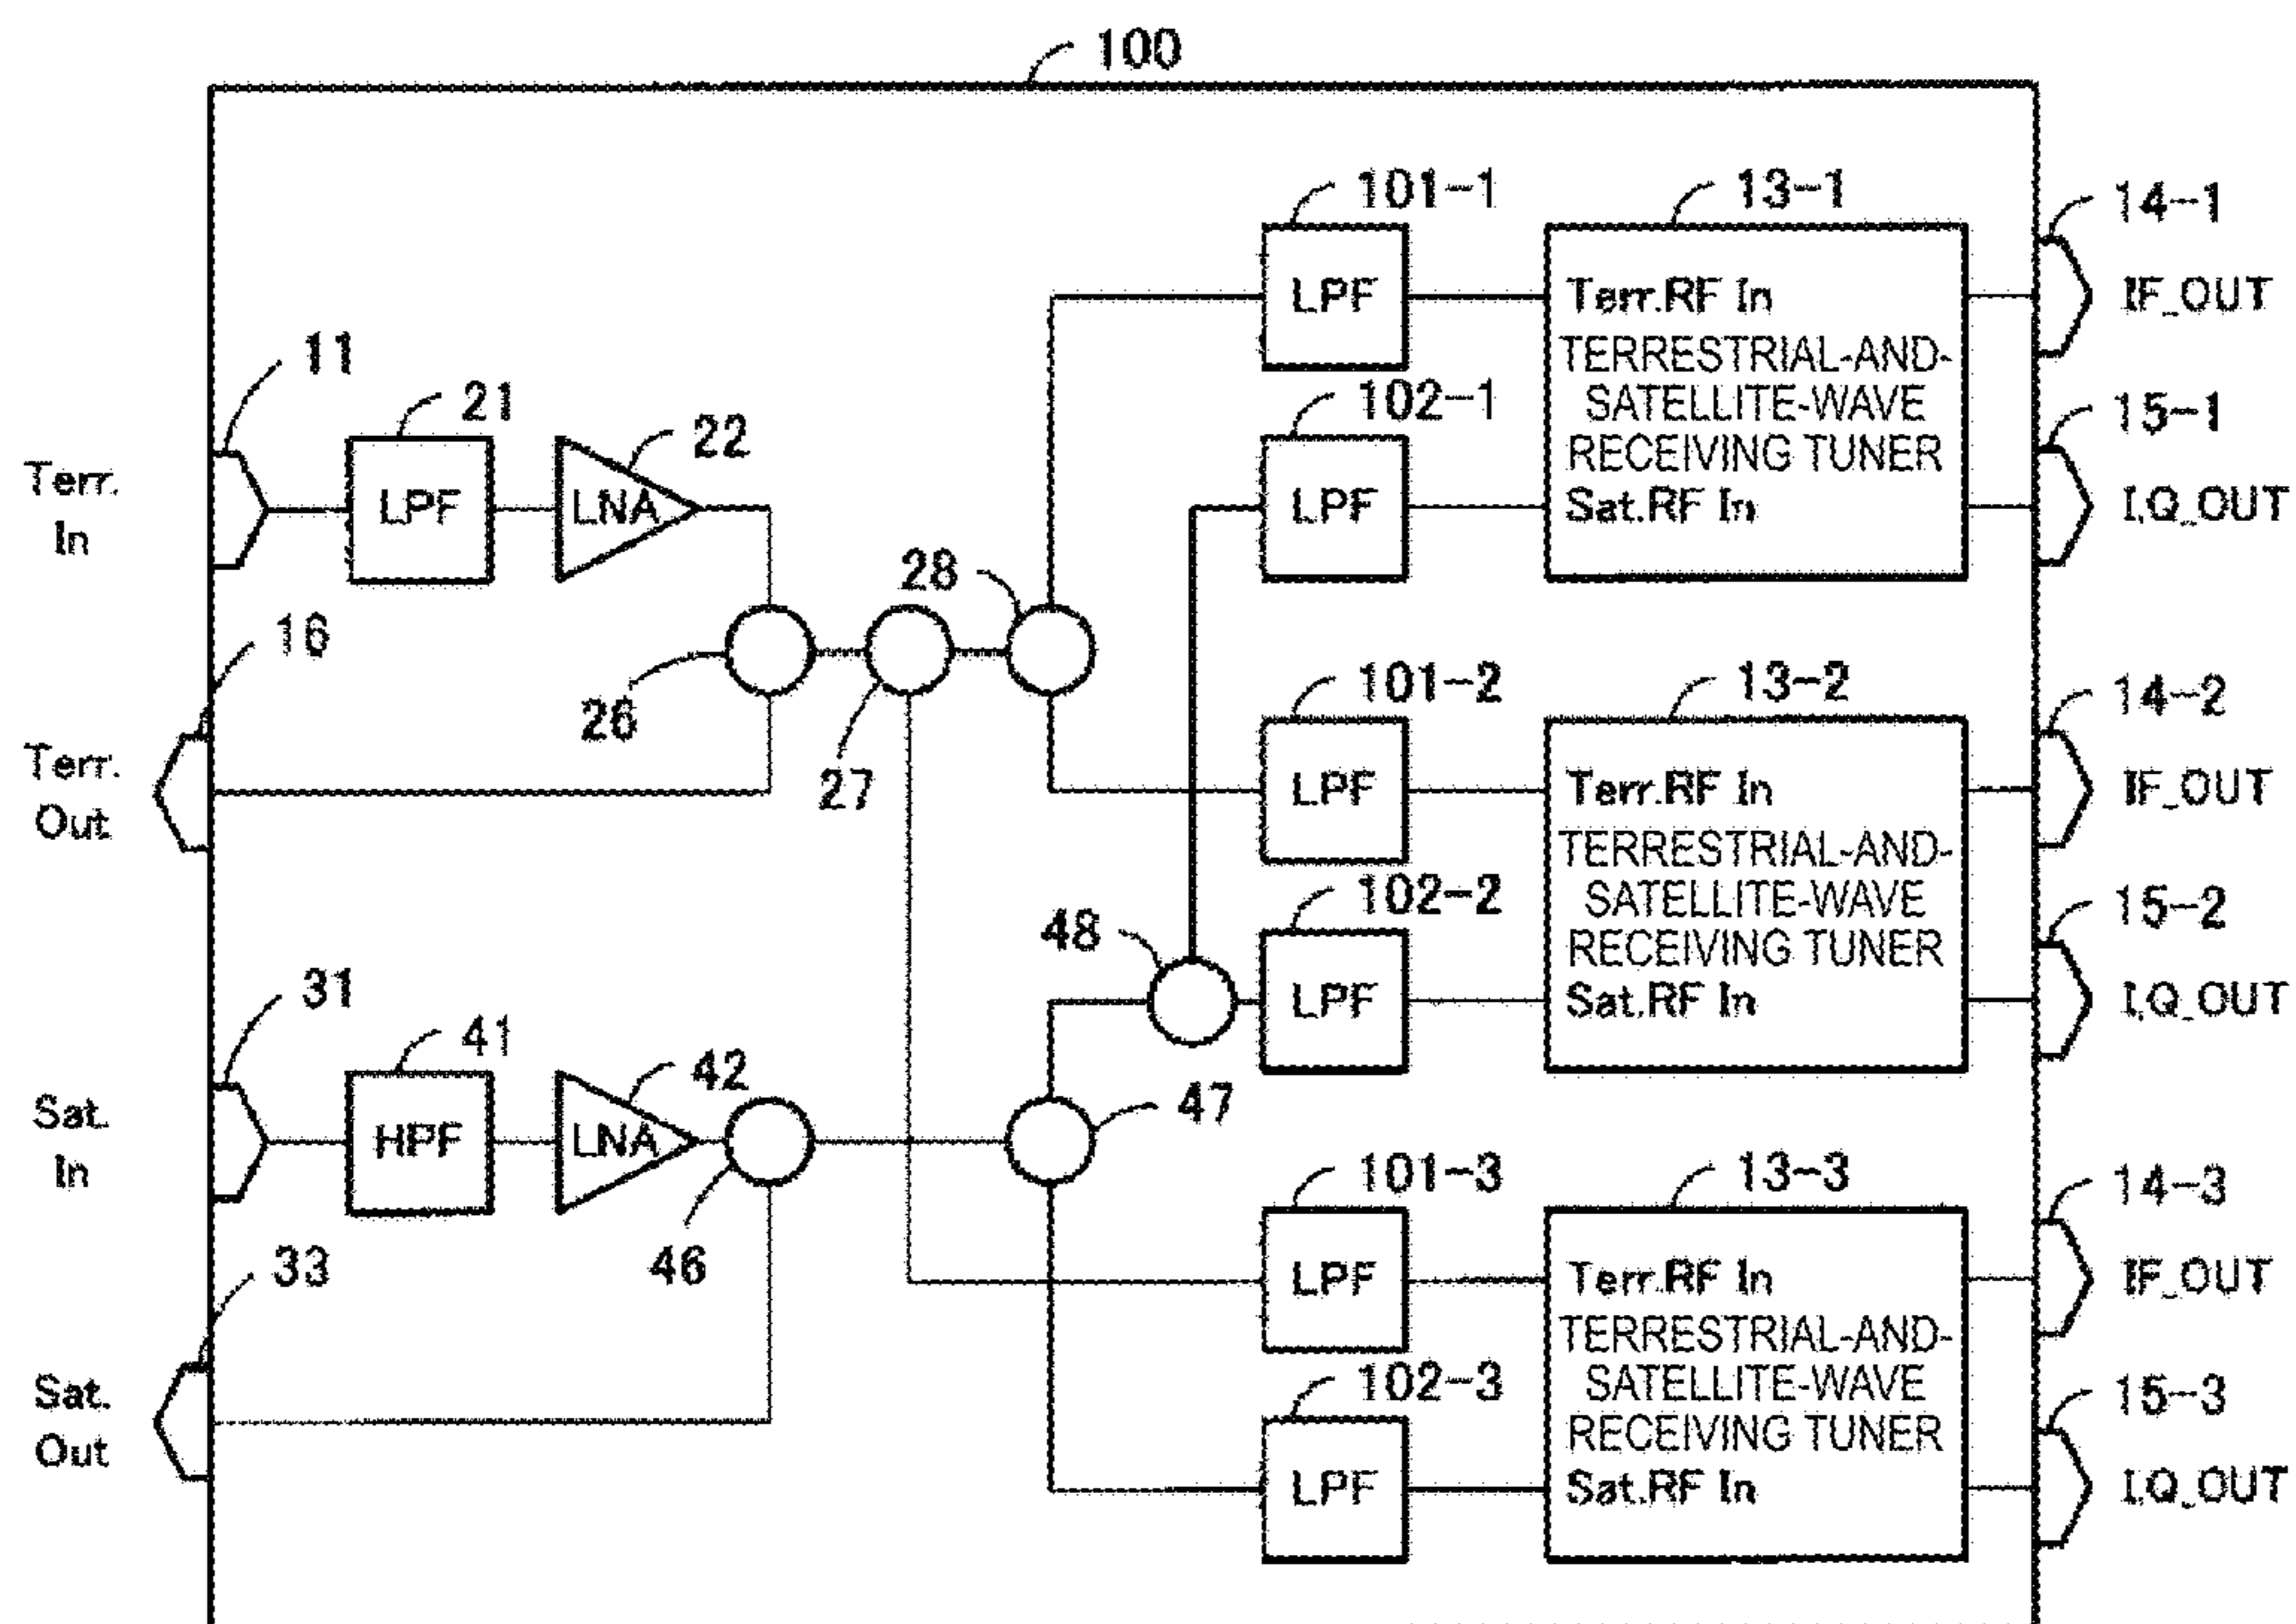 100
101-1
13-1
14-1
LPF
Terr.RF In
IF_OUT
TERRESTRIAL-AND-
SATELLITE-WAVE
RECEIVING TUNER
Sat.RF In
102-1
LPF
15-1
I,Q_OUT
11
21
22
Terr.
In
LPF
LNA
28
16
26
27
Terr.
Out
101-2
13-2
14-2
LPF
Terr.RF In
IF_OUT
TERRESTRIAL-AND-
SATELLITE-WAVE
RECEIVING TUNER
Sat.RF In
102-2
LPF
15-2
I,Q_OUT
48
31
41
42
47
Sat.
In
HPF
LNA
46
33
Sat.
Out
101-3
13-3
14-3
LPF
Terr.RF In
IF_OUT
TERRESTRIAL-AND-
SATELLITE-WAVE
RECEIVING TUNER
Sat.RF In
102-3
LPF
15-3
I,Q_OUT